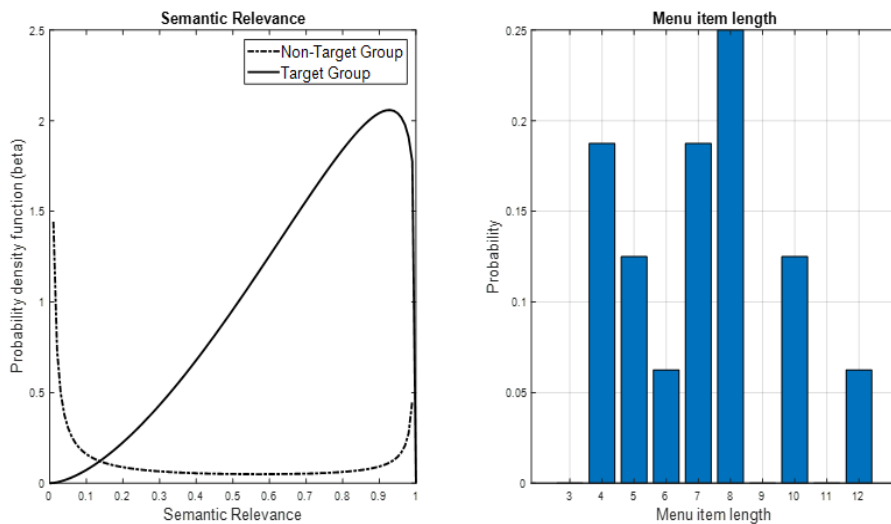 Semantic Relevance
2.5
2
1.5
1
0.5
0
Probability density function (beta)
Non-Target Group
Target Group
0 0.1 0.2 0.3 0.4 0.5 0.6 0.7 0.8 0.9 1
Semantic Relevance
Menu item length
0.25
0.2
0.15
0.1
0.05
0
Probability
3 4 5 6 7 8 9 10 11 12
Menu item length